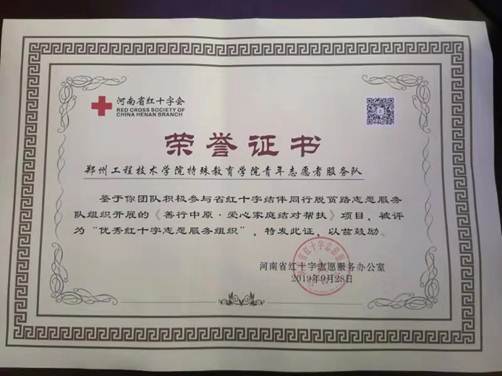 河南省红十字会
RED CROSS SOCIETY OF
CHINA HENAN BRANCH
荣誉证书
郑州工程技术学院特殊教育学院青年志愿者服务队
鉴于你团队积极参与省红十字结伴同行脱贫路志愿服务
队组织开展的《善行中原·爱心家庭结对帮扶》项目，被评
为“优秀红十字志愿服务组织”，特发此证，以兹鼓励。
河南省红十字志愿服务办公室
2019年9月28日